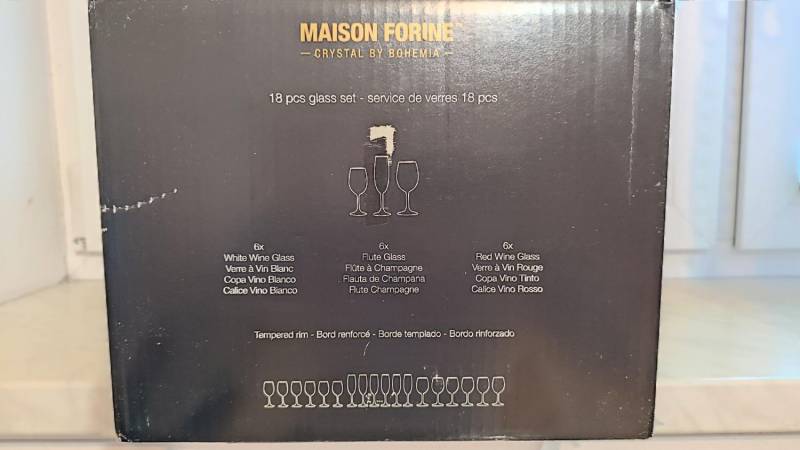 MAISON FORINE
CRYSTAL BY BOHEMIA
18 pcs glass set - service de verres 18 pcs
6x
White Wine Glass
Verre à Vin Blanc
Copa Vino Blanco
Calice Vino Bianco
6x
Flute Glass
Flûte à Champagne
Flauta de Champana
Flute Champagne
6x
Red Wine Glass
Verre à Vin Rouge
Copa Vino Tinto
Calice Vino Rosso
Tempered rim - Bord renforcé - Borde templado - Bordo rinforzado